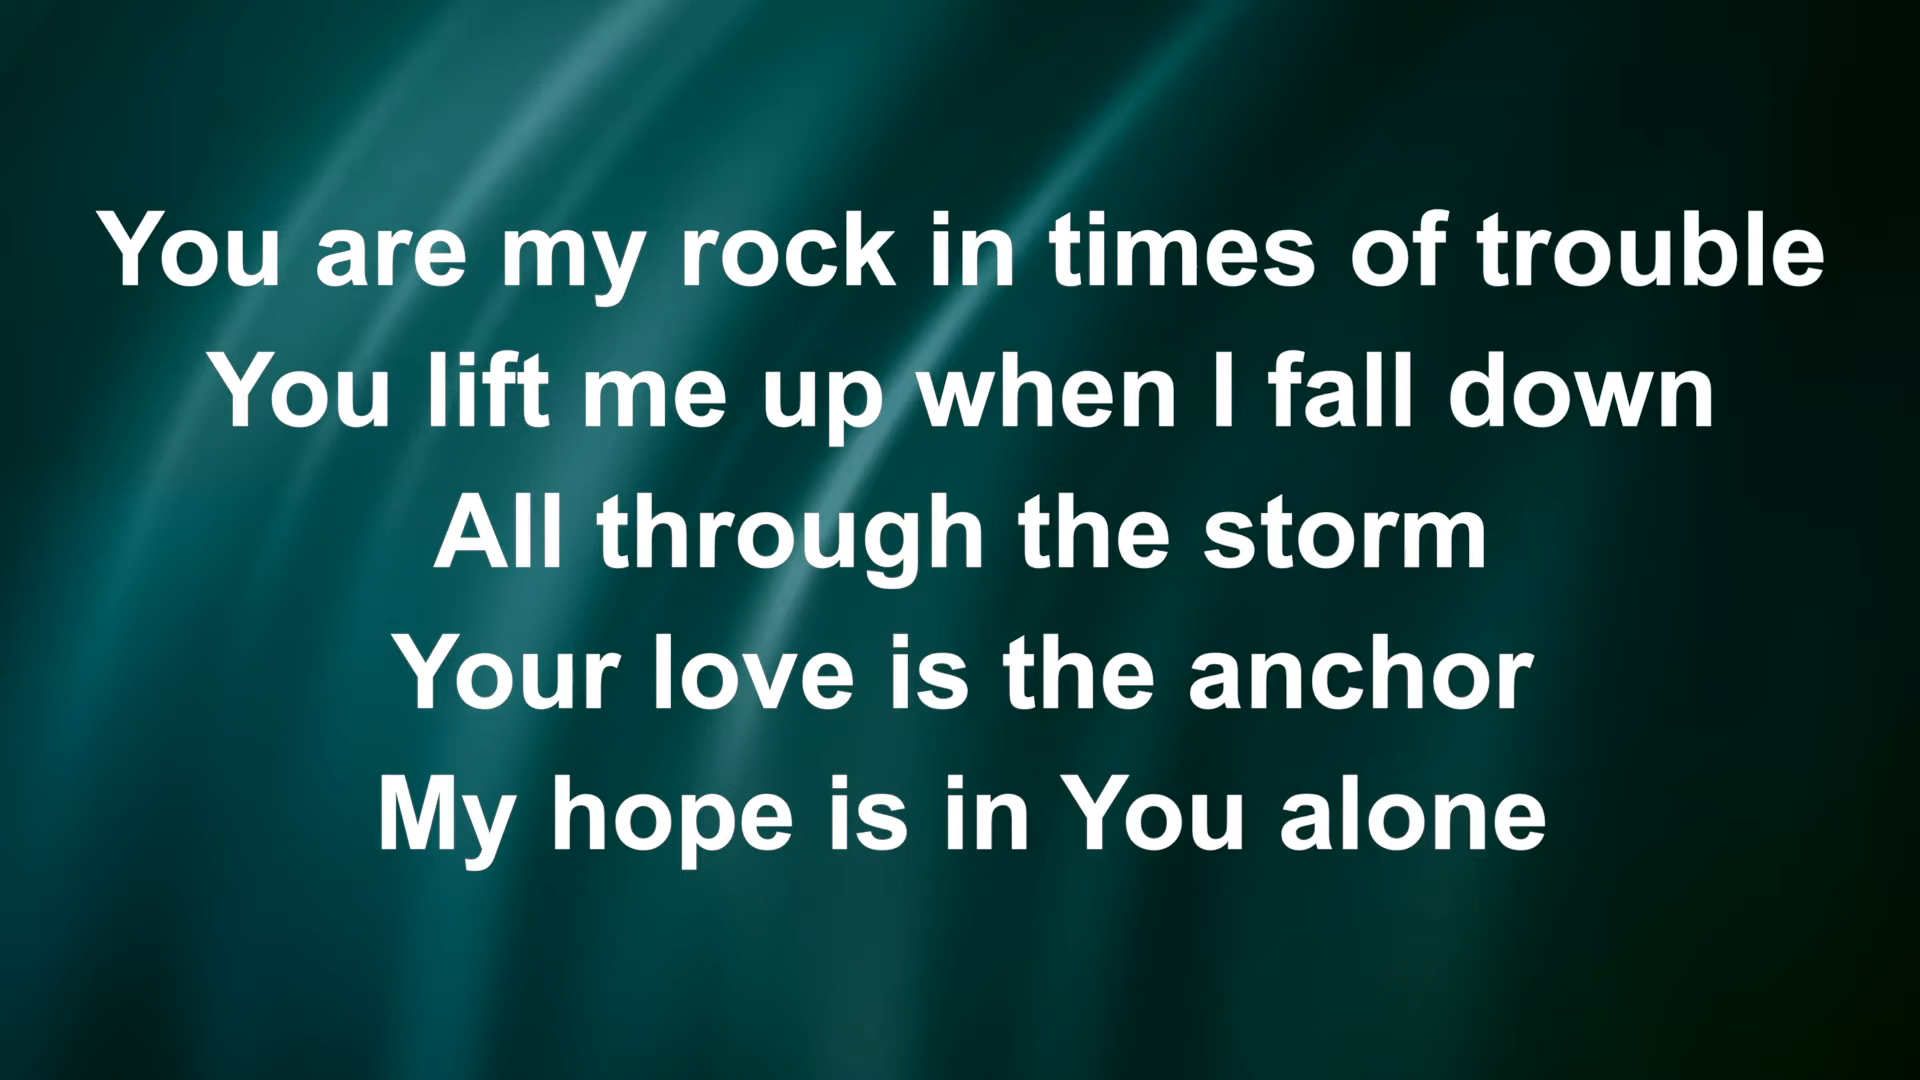 You are my rock in times of trouble
You lift me up when I fall down
All through the storm
Your love is the anchor
My hope is in You alone